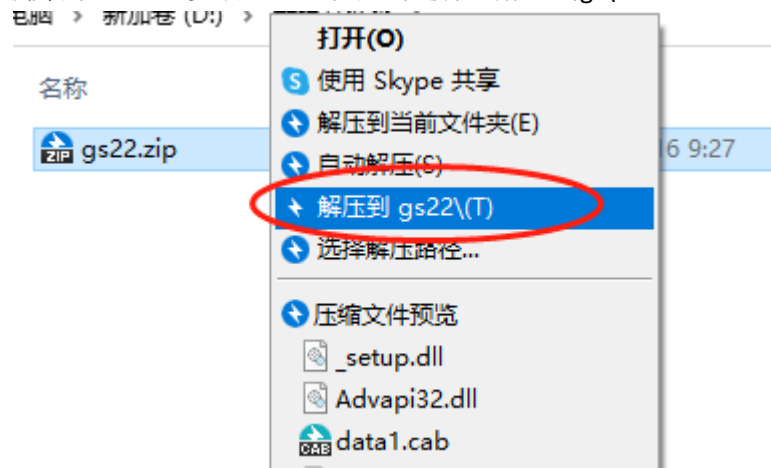 电脑 › 新加卷 (D:) ›
打开(O)
使用 Skype 共享
名称
解压到当前文件夹(E)
gs22.zip
6 9:27
自动解压(S)
解压到 gs22\(T)
选择解压路径...
压缩文件预览
_setup.dll
Advapi32.dll
data1.cab